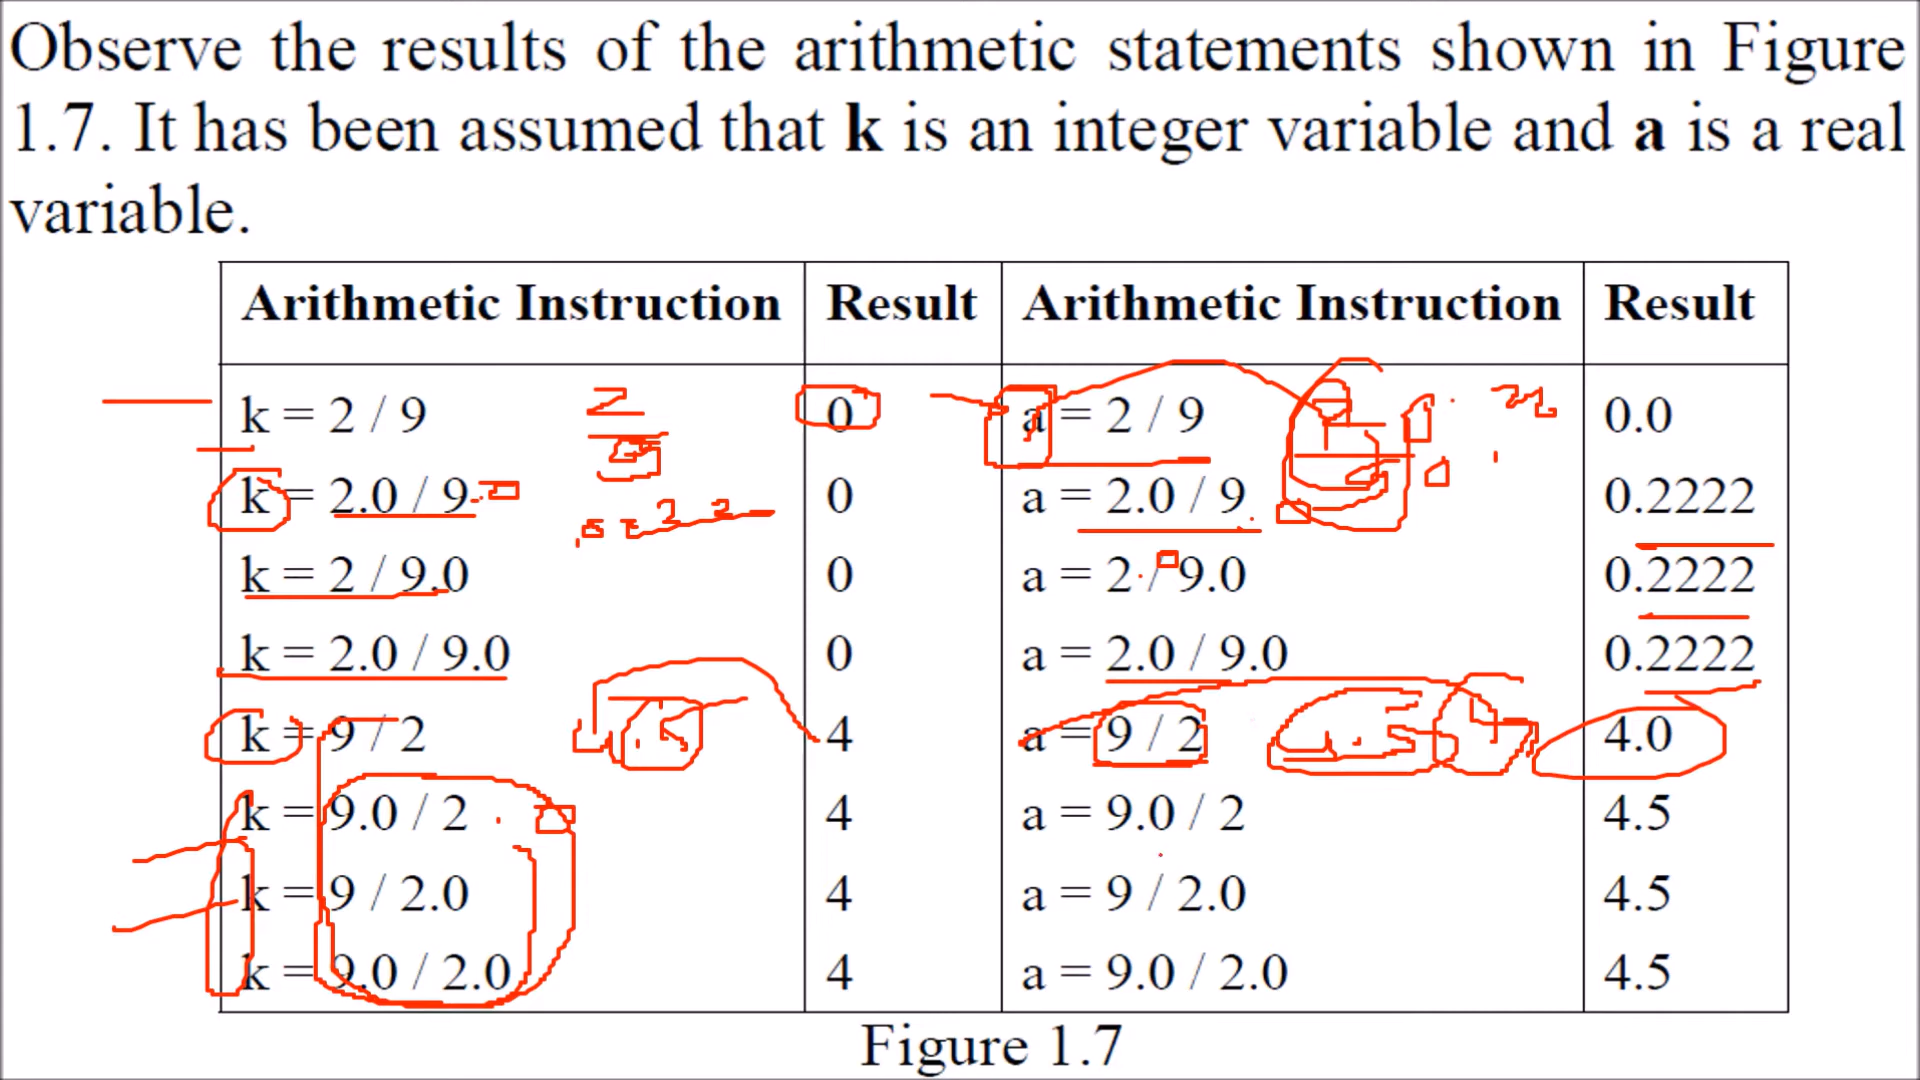 Observe the results of the arithmetic statements shown in Figure
1.7. It has been assumed that k is an integer variable and a is a real
variable.
Arithmetic Instruction Result Arithmetic Instruction Result
k = 2 / 9 0 a = 2 / 9 0.0
k = 2.0 / 9 0 a = 2.0 / 9 0.2222
k = 2 / 9.0 0 a = 2 / 9.0 0.2222
k = 2.0 / 9.0 0 a = 2.0 / 9.0 0.2222
k = 9 / 2 4 a = 9 / 2 4.0
k = 9.0 / 2 4 a = 9.0 / 2 4.5
k = 9 / 2.0 4 a = 9 / 2.0 4.5
k = 9.0 / 2.0 4 a = 9.0 / 2.0 4.5
Figure 1.7